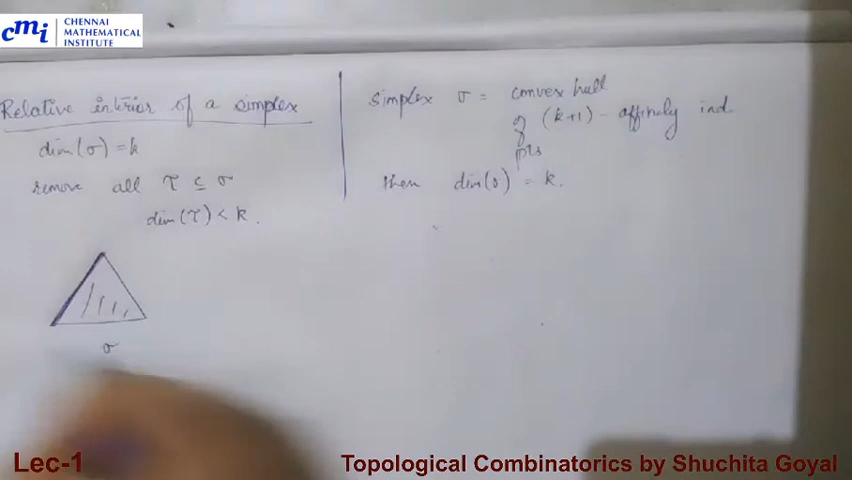 cmi CHENNAI
MATHEMATICAL
INSTITUTE
Relative interior of a simplex
dim(σ) = k
remove all τ ⊆ σ
dim(τ) < k.
σ
simplex σ = convex hull
of (k+1) - affinely ind
pts
then dim(σ) = k.
Lec-1
Topological Combinatorics by Shuchita Goyal